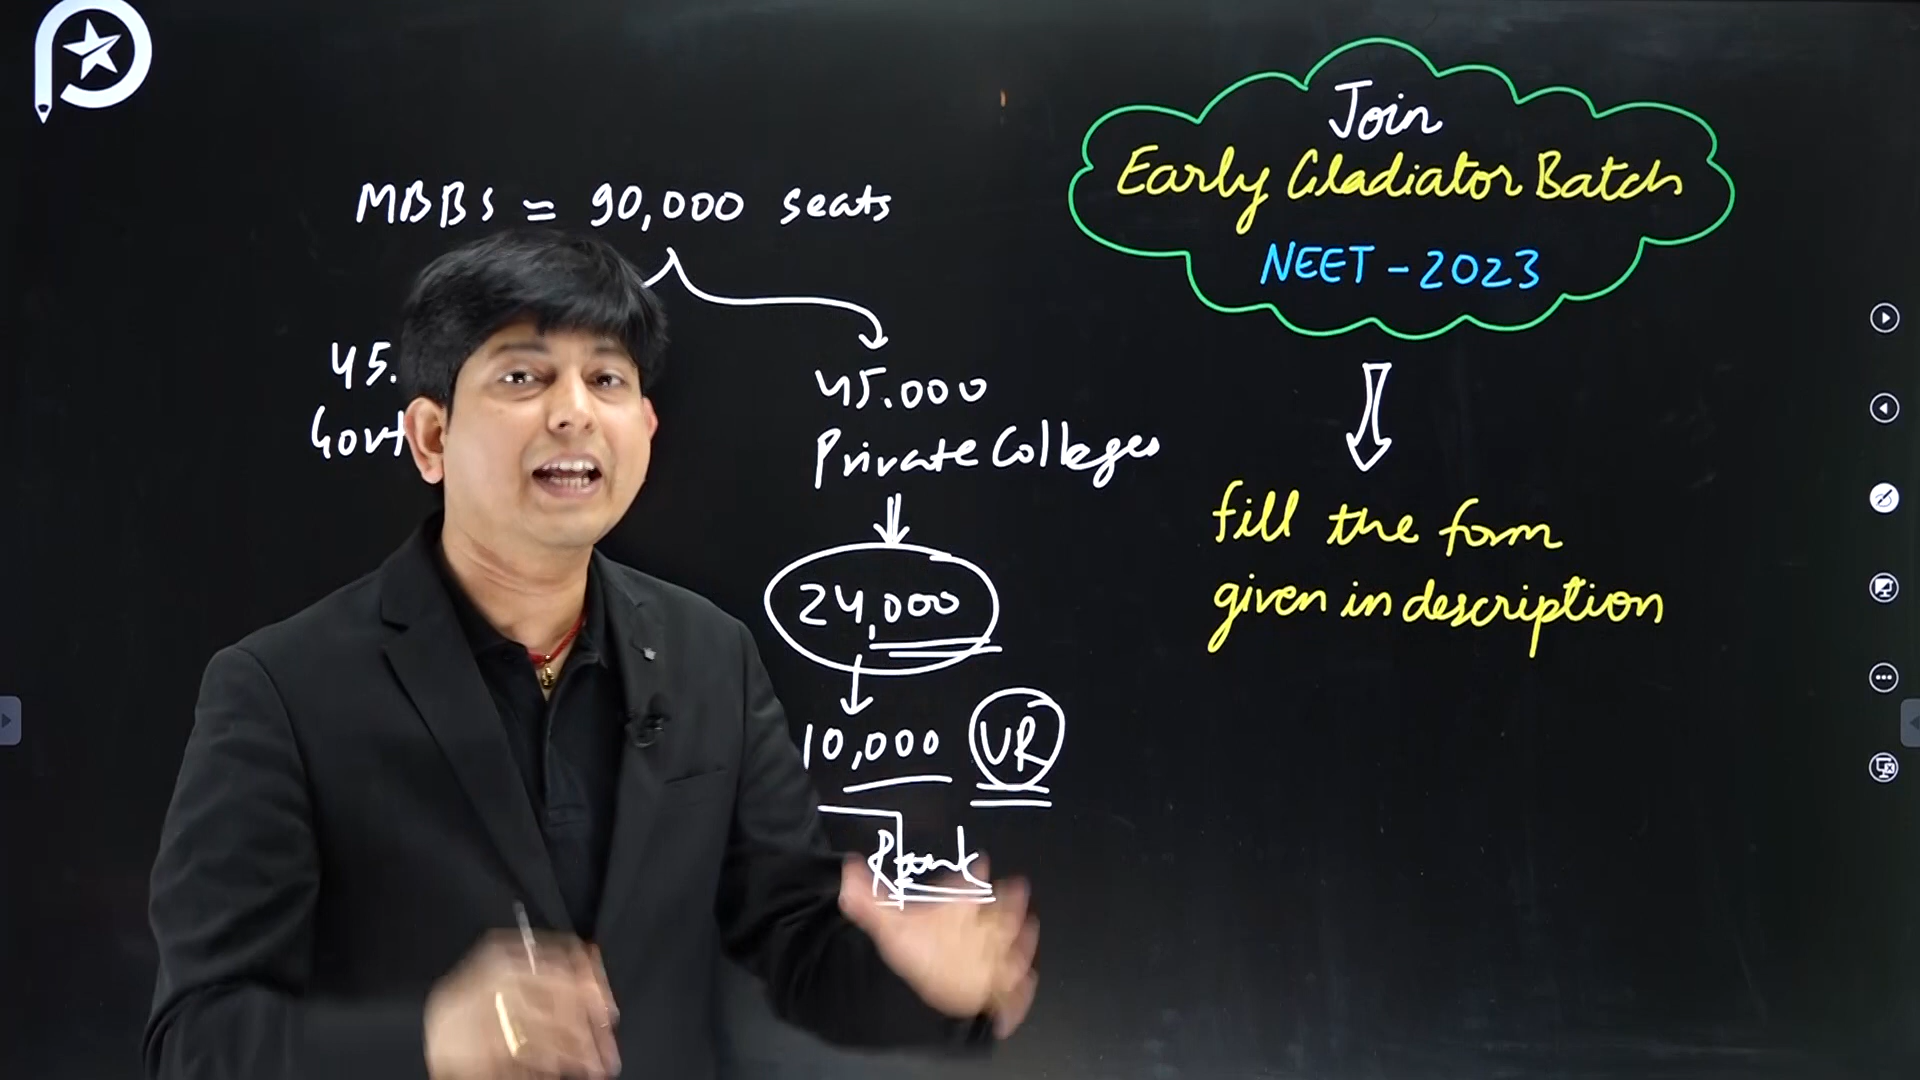 MBBS = 90,000 seats
45.
Govt
45.000
Private Colleges
24,000
10,000 UR
Rank
Join
Early Gladiator Batch
NEET - 2023
fill the form
given in description